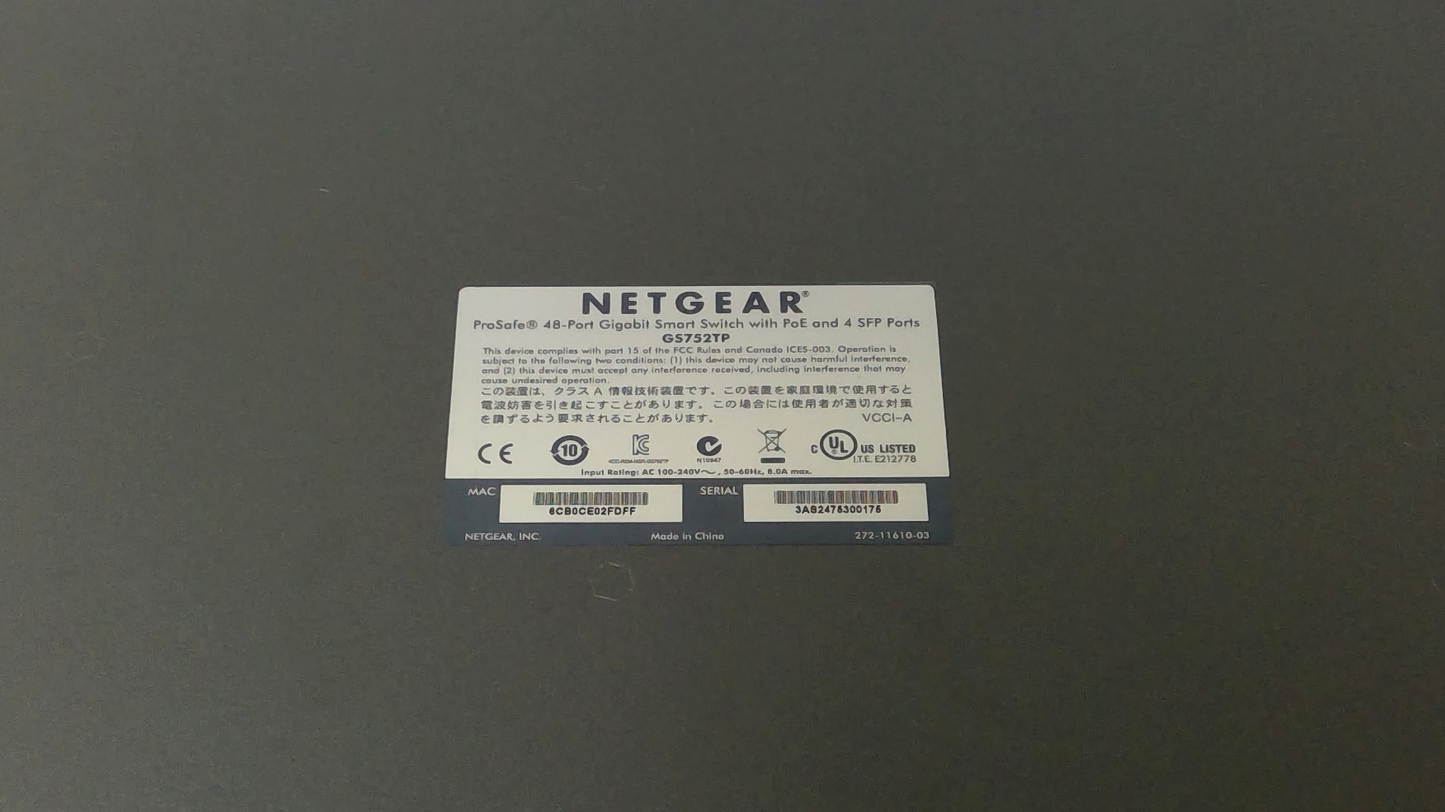 NETGEAR®
ProSafe® 48-Port Gigabit Smart Switch with PoE and 4 SFP Ports
GS752TP
This device complies with part 15 of the FCC Rules and Canada ICES-003. Operation is
subject to the following two conditions: (1) this device may not cause harmful interference,
and (2) this device must accept any interference received, including interference that may
cause undesired operation.
この装置は、クラス A 情報技術装置です。この装置を家庭環境で使用すると
電波妨害を引き起こすことがあります。この場合には使用者が適切な対策
を講ずるよう要求されることがあります。 VCCI-A
CE 10 N10947 C UL ® US LISTED
I.T.E. E212778
Input Rating: AC 100-240V～, 50-60Hz, 8.0A max.
MAC SERIAL
6CB0CE02FDFF 3AS2475300175
NETGEAR, INC. Made in China 272-11610-03